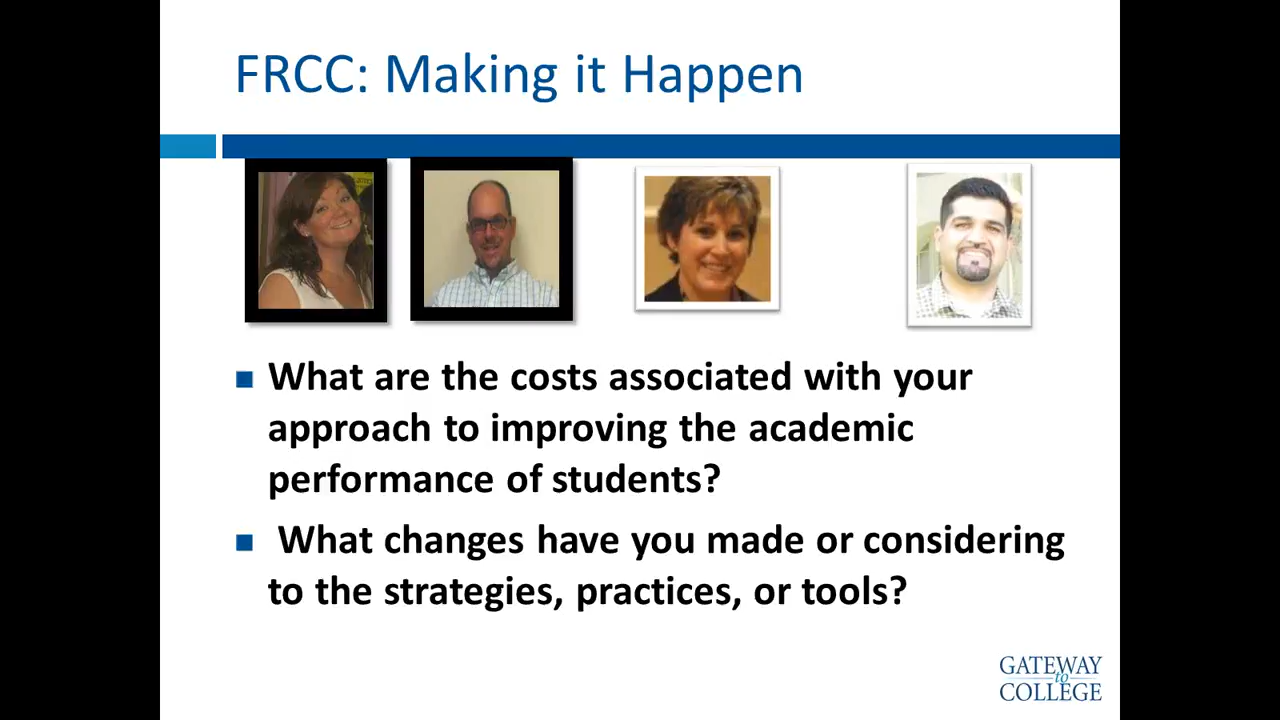 FRCC: Making it Happen
What are the costs associated with your
approach to improving the academic
performance of students?
What changes have you made or considering
to the strategies, practices, or tools?
GATEWAY
to
COLLEGE